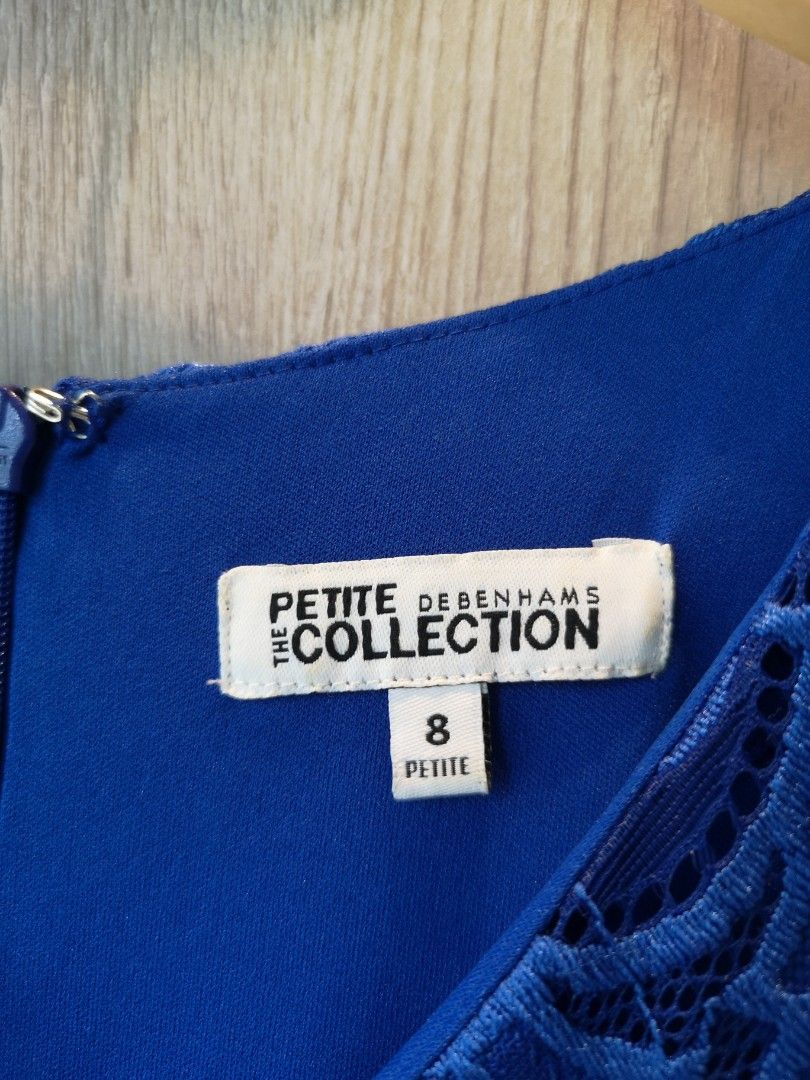 PETITE DEBENHAMS
THE COLLECTION
8
PETITE